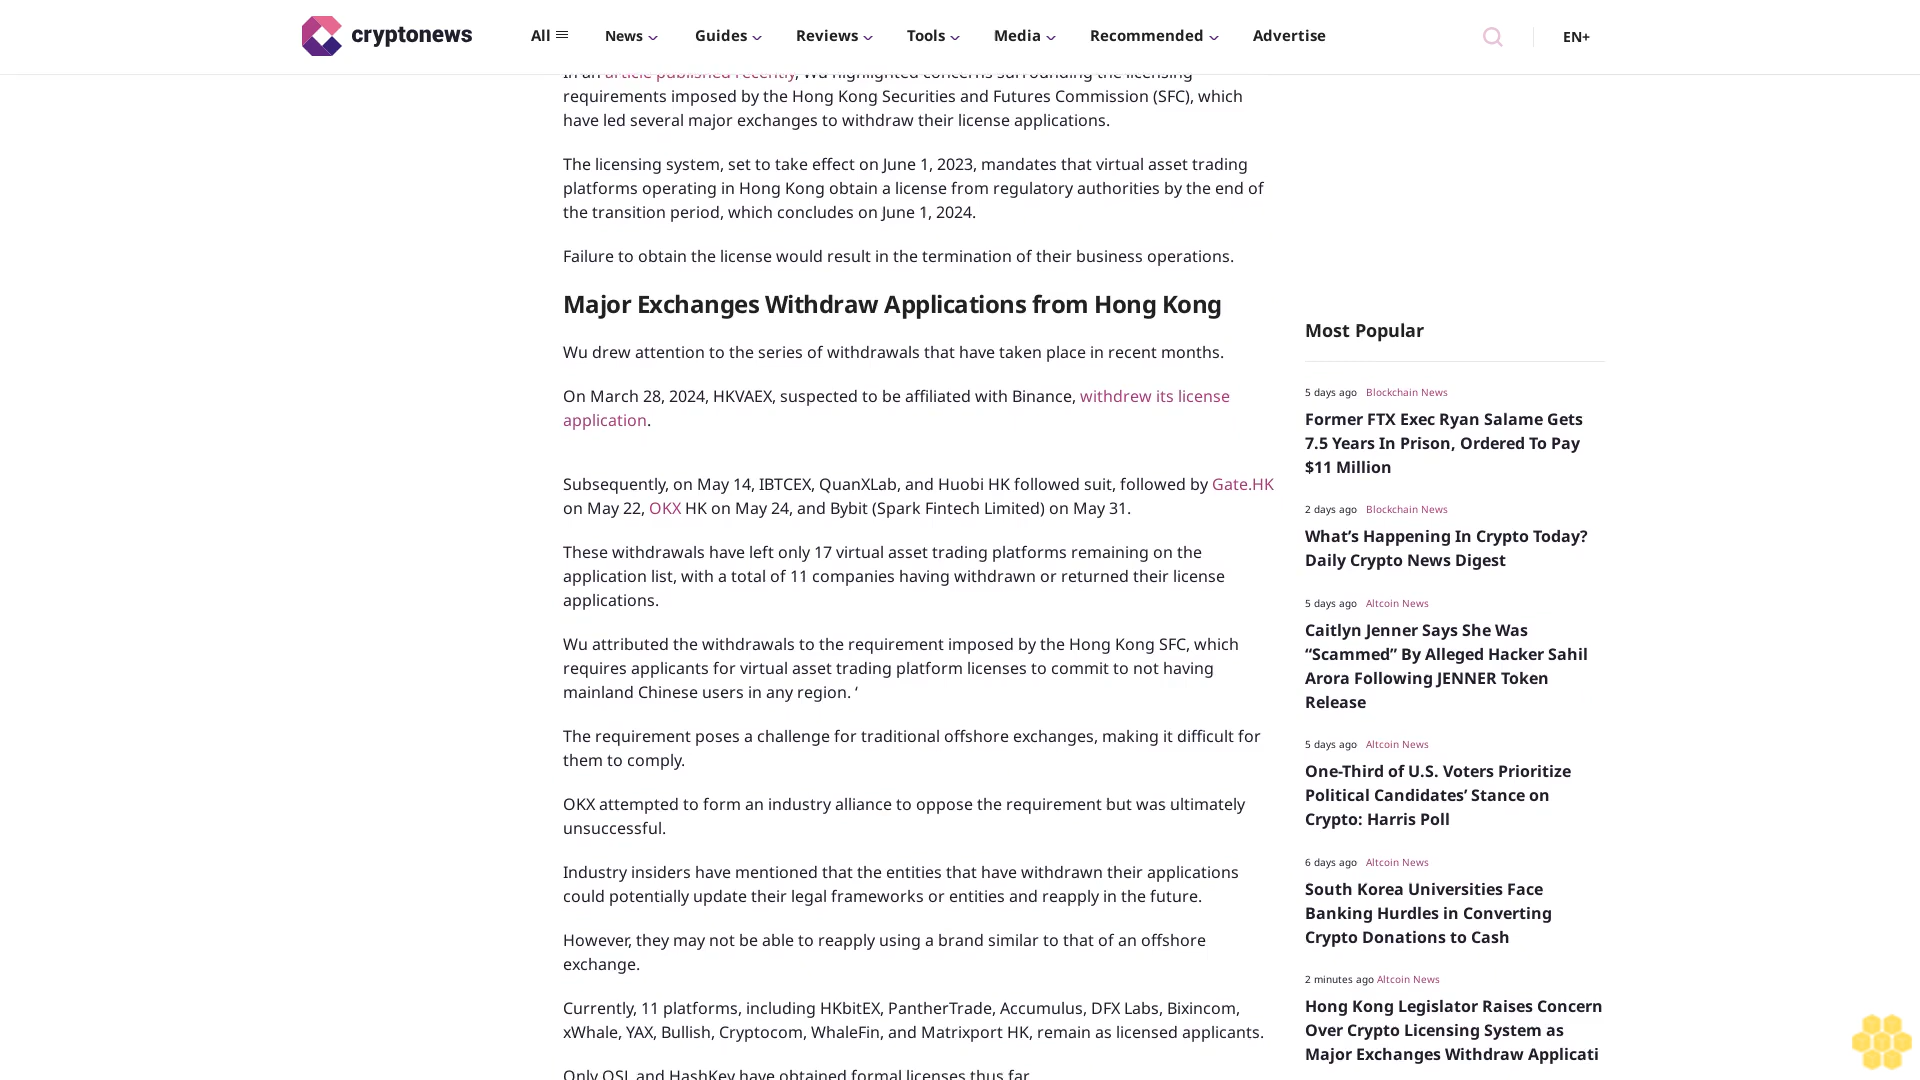 cryptonews
All
News
Guides
Reviews
Tools
Media
Recommended
Advertise
EN+
In an article published recently, Wu highlighted concerns surrounding the licensing
requirements imposed by the Hong Kong Securities and Futures Commission (SFC), which
have led several major exchanges to withdraw their license applications.
The licensing system, set to take effect on June 1, 2023, mandates that virtual asset trading
platforms operating in Hong Kong obtain a license from regulatory authorities by the end of
the transition period, which concludes on June 1, 2024.
Failure to obtain the license would result in the termination of their business operations.
Major Exchanges Withdraw Applications from Hong Kong
Wu drew attention to the series of withdrawals that have taken place in recent months.
On March 28, 2024, HKVAEX, suspected to be affiliated with Binance, withdrew its license
application.
Subsequently, on May 14, IBTCEX, QuanXLab, and Huobi HK followed suit, followed by Gate.HK
on May 22, OKX HK on May 24, and Bybit (Spark Fintech Limited) on May 31.
These withdrawals have left only 17 virtual asset trading platforms remaining on the
application list, with a total of 11 companies having withdrawn or returned their license
applications.
Wu attributed the withdrawals to the requirement imposed by the Hong Kong SFC, which
requires applicants for virtual asset trading platform licenses to commit to not having
mainland Chinese users in any region. ‘
The requirement poses a challenge for traditional offshore exchanges, making it difficult for
them to comply.
OKX attempted to form an industry alliance to oppose the requirement but was ultimately
unsuccessful.
Industry insiders have mentioned that the entities that have withdrawn their applications
could potentially update their legal frameworks or entities and reapply in the future.
However, they may not be able to reapply using a brand similar to that of an offshore
exchange.
Currently, 11 platforms, including HKbitEX, PantherTrade, Accumulus, DFX Labs, Bixincom,
xWhale, YAX, Bullish, Cryptocom, WhaleFin, and Matrixport HK, remain as licensed applicants.
Only OSL and HashKey have obtained formal licenses thus far.
Most Popular
5 days ago Blockchain News
Former FTX Exec Ryan Salame Gets
7.5 Years In Prison, Ordered To Pay
$11 Million
2 days ago Blockchain News
What’s Happening In Crypto Today?
Daily Crypto News Digest
5 days ago Altcoin News
Caitlyn Jenner Says She Was
“Scammed” By Alleged Hacker Sahil
Arora Following JENNER Token
Release
5 days ago Altcoin News
One-Third of U.S. Voters Prioritize
Political Candidates’ Stance on
Crypto: Harris Poll
6 days ago Altcoin News
South Korea Universities Face
Banking Hurdles in Converting
Crypto Donations to Cash
2 minutes ago Altcoin News
Hong Kong Legislator Raises Concern
Over Crypto Licensing System as
Major Exchanges Withdraw Applicati